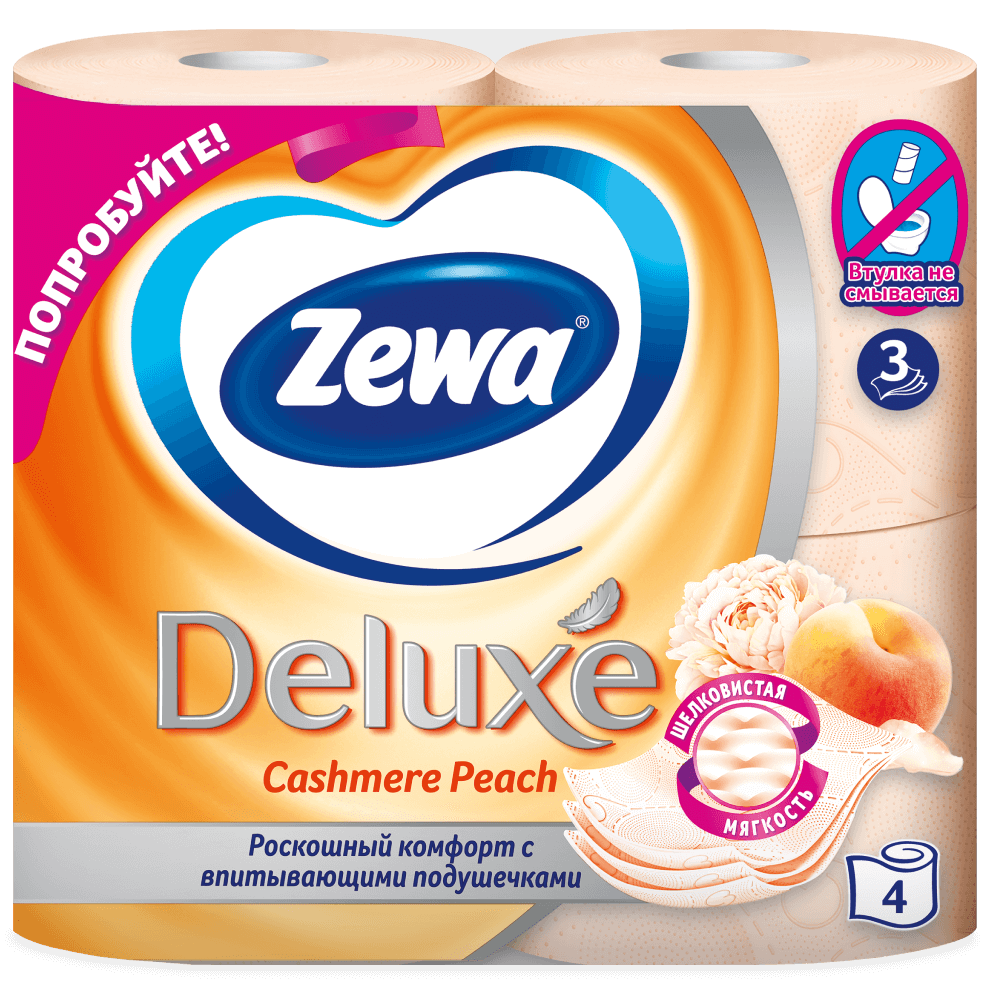 ПОПРОБУЙТЕ!
Zewa®
Втулка не
смывается
3
Deluxe
Cashmere Peach
ШЕЛКОВИСТАЯ
МЯГКОСТЬ
Роскошный комфорт с
впитывающими подушечками
4